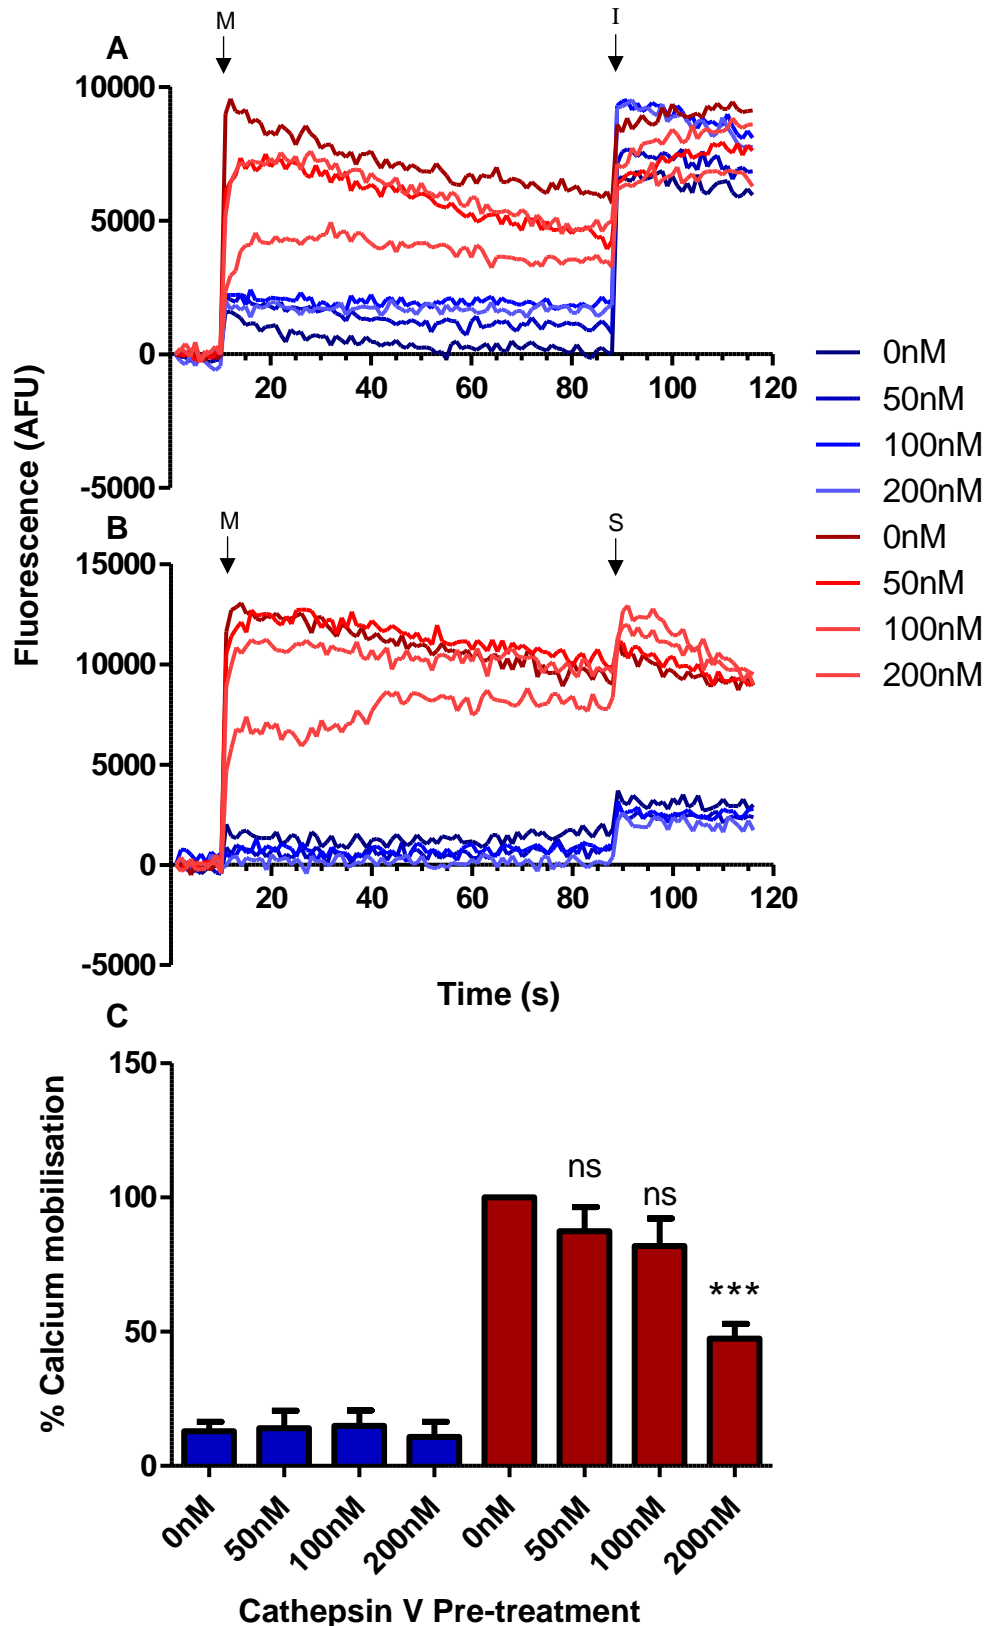 M
I
A
10000
5000
0
20 40 60 80 100 120
-5000
0nM
50nM
100nM
200nM
0nM
50nM
100nM
200nM
Fluorescence (AFU)
B
M
S
15000
10000
5000
0
20 40 60 80 100 120
-5000
Time (s)
C
% Calcium mobilisation
150
100
50
0
ns
ns
***
0nM 50nM 100nM 200nM 0nM 50nM 100nM 200nM
Cathepsin V Pre-treatment